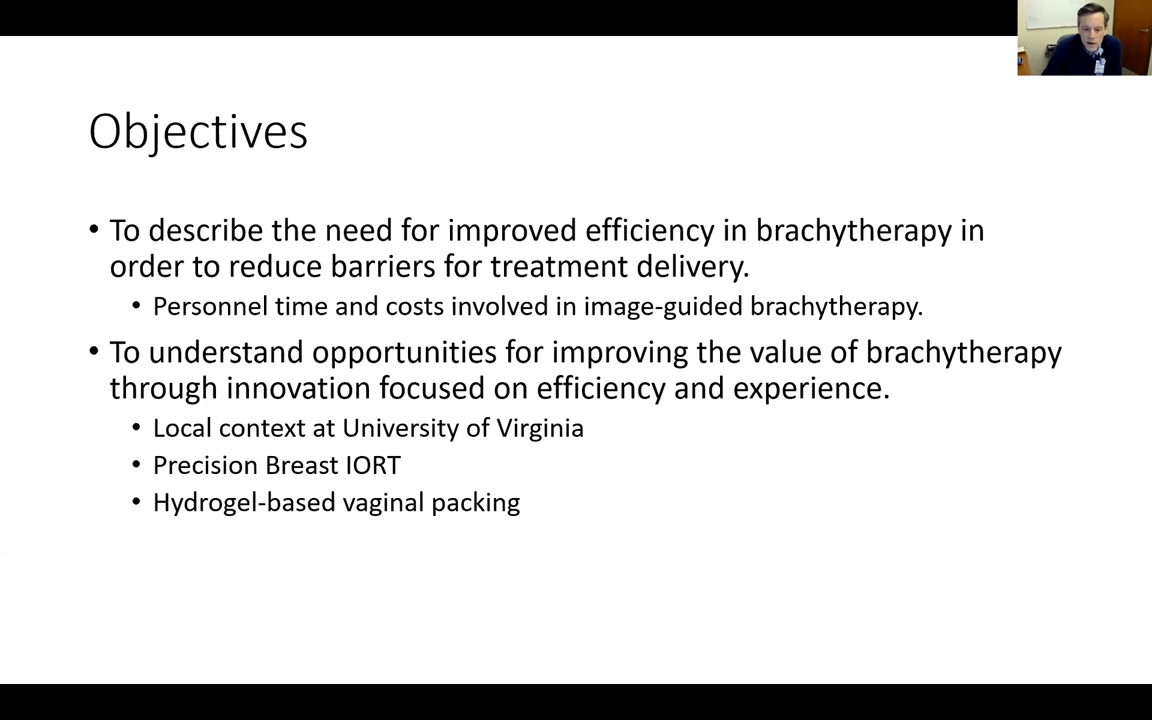 Objectives
• To describe the need for improved efficiency in brachytherapy in
order to reduce barriers for treatment delivery.
• Personnel time and costs involved in image-guided brachytherapy.
• To understand opportunities for improving the value of brachytherapy
through innovation focused on efficiency and experience.
• Local context at University of Virginia
• Precision Breast IORT
• Hydrogel-based vaginal packing